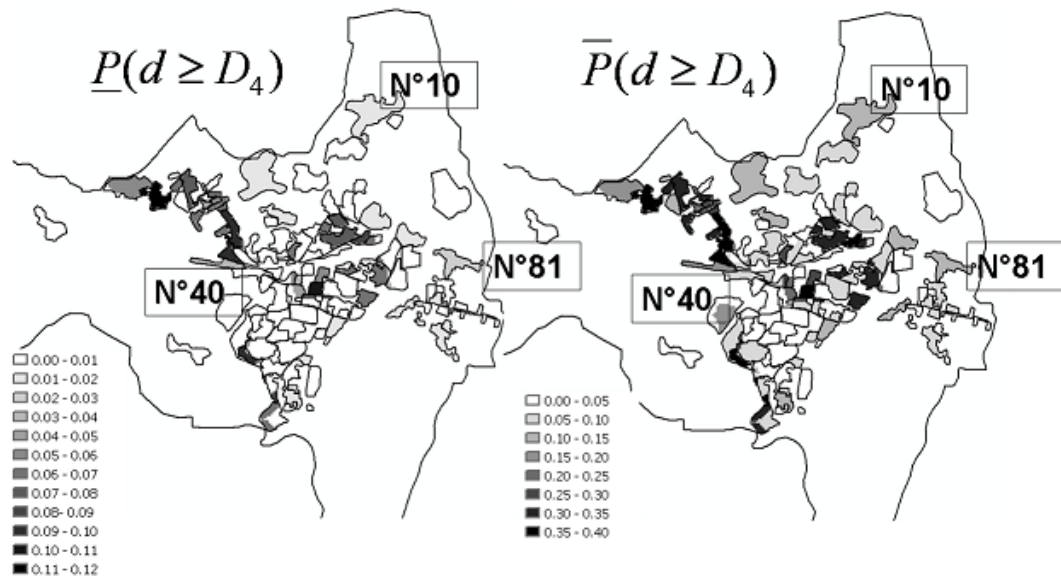 P(d ≥ D₄)
N°10
N°81
N°40
0.00 - 0.01
0.01 - 0.02
0.02 - 0.03
0.03 - 0.04
0.04 - 0.05
0.05 - 0.06
0.06 - 0.07
0.07 - 0.08
0.08- 0.09
0.09 - 0.10
0.10 - 0.11
0.11 - 0.12
P(d ≥ D₄)
N°10
N°81
N°40
0.00 - 0.05
0.05 - 0.10
0.10 - 0.15
0.15 - 0.20
0.20 - 0.25
0.25 - 0.30
0.30 - 0.35
0.35 - 0.40